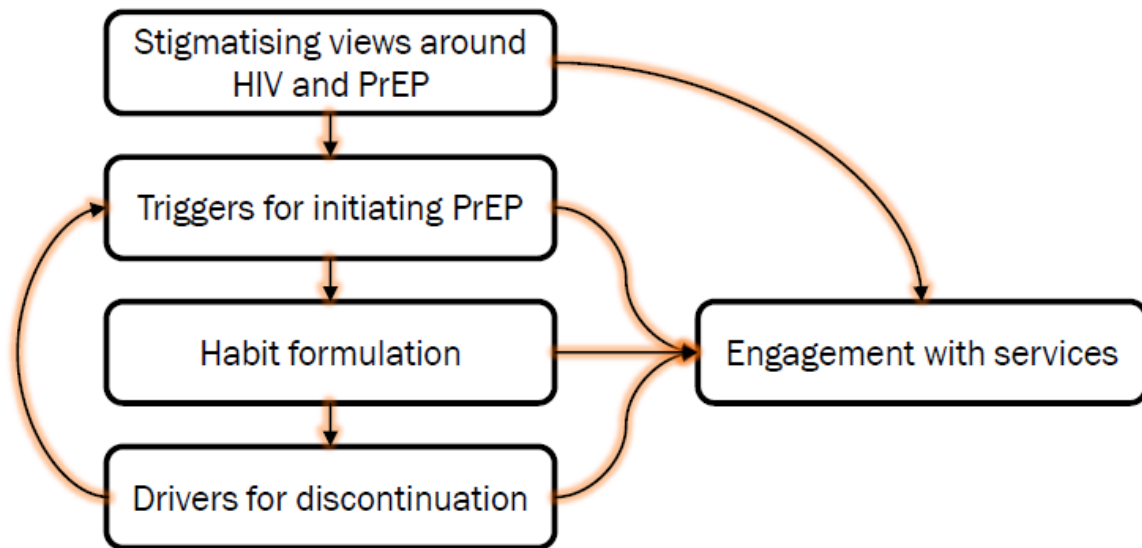 Stigmatising views around
HIV and PrEP
Triggers for initiating PrEP
Habit formulation
Engagement with services
Drivers for discontinuation